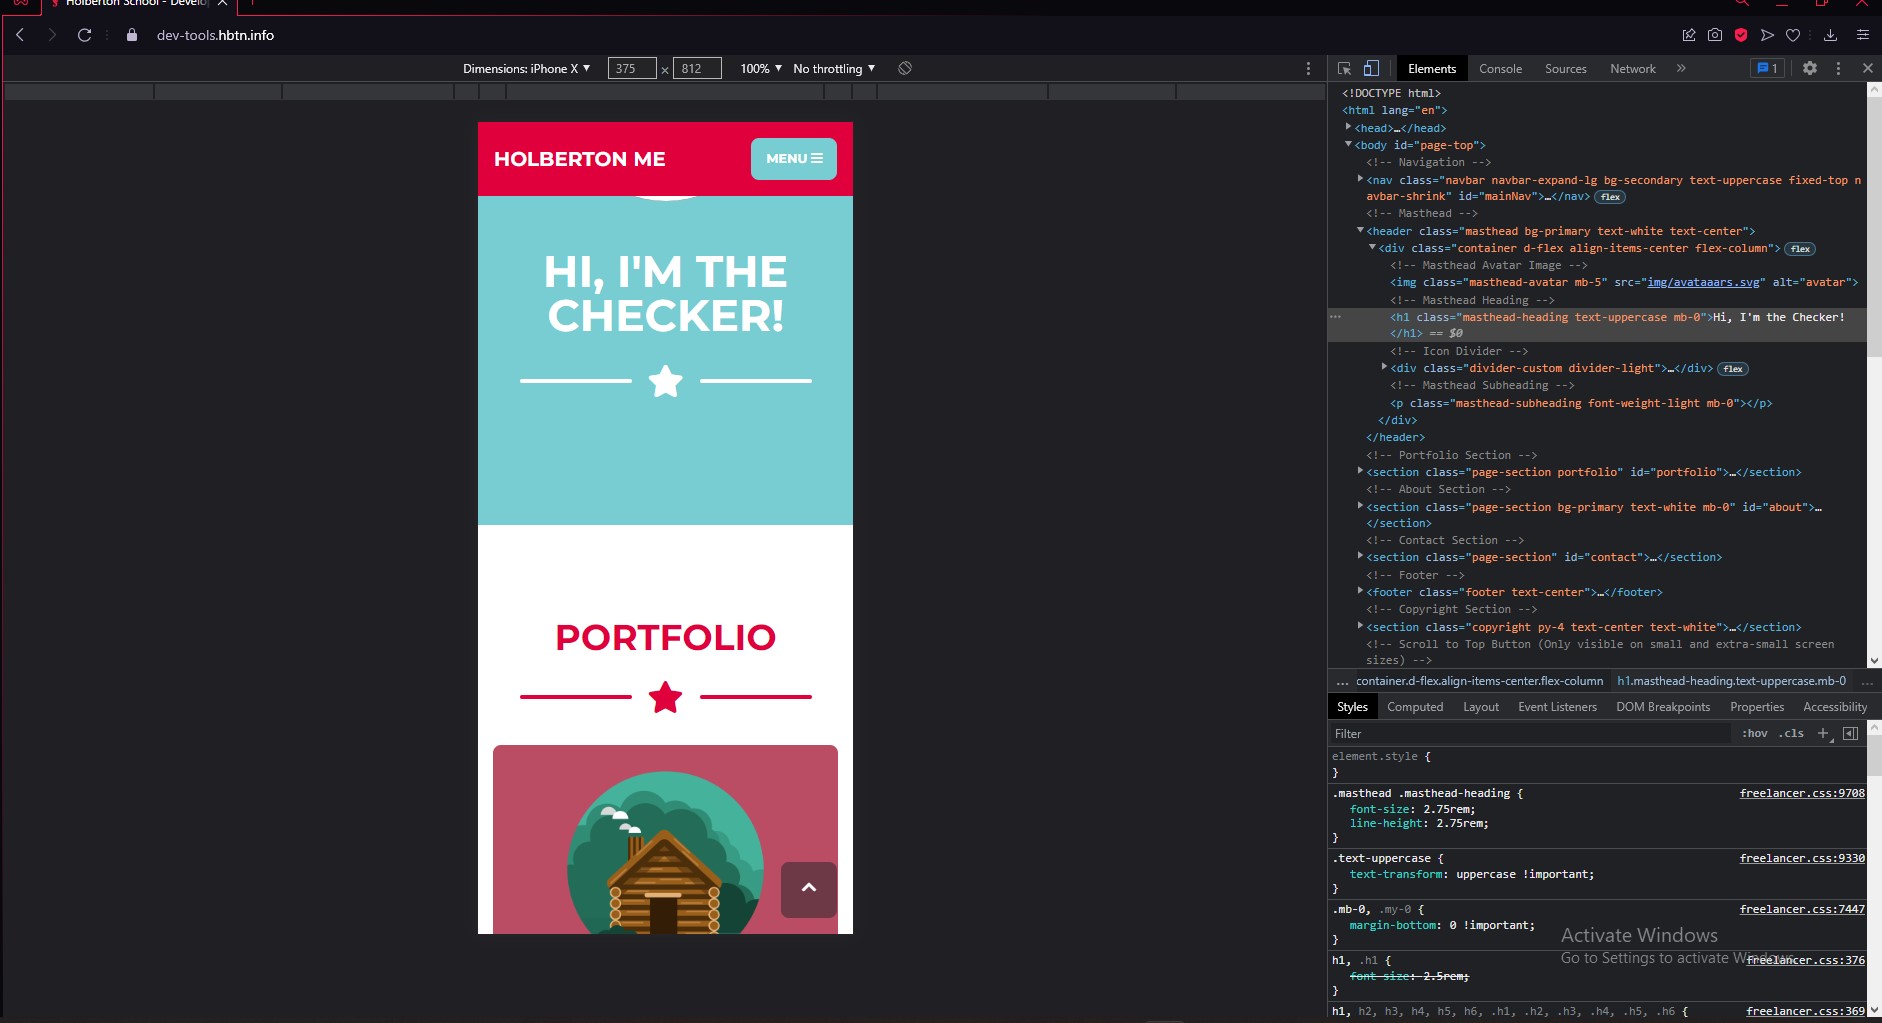 Holberton School - Develo
dev-tools.hbtn.info
Dimensions: iPhone X ▼ 375 × 812 100% ▼ No throttling ▼
HOLBERTON ME
MENU
HI, I'M THE
CHECKER!
PORTFOLIO
Elements Console Sources Network » 1
<!DOCTYPE html>
<html lang="en">
<head>…</head>
<body id="page-top">
<!-- Navigation -->
<nav class="navbar navbar-expand-lg bg-secondary text-uppercase fixed-top n
avbar-shrink" id="mainNav">…</nav> flex
<!-- Masthead -->
<header class="masthead bg-primary text-white text-center">
<div class="container d-flex align-items-center flex-column"> flex
<!-- Masthead Avatar Image -->
<img class="masthead-avatar mb-5" src="img/avataaars.svg" alt="avatar">
<!-- Masthead Heading -->
<h1 class="masthead-heading text-uppercase mb-0">Hi, I'm the Checker!
</h1> == $0
<!-- Icon Divider -->
<div class="divider-custom divider-light">…</div> flex
<!-- Masthead Subheading -->
<p class="masthead-subheading font-weight-light mb-0"></p>
</div>
</header>
<!-- Portfolio Section -->
<section class="page-section portfolio" id="portfolio">…</section>
<!-- About Section -->
<section class="page-section bg-primary text-white mb-0" id="about">…
</section>
<!-- Contact Section -->
<section class="page-section" id="contact">…</section>
<!-- Footer -->
<footer class="footer text-center">…</footer>
<!-- Copyright Section -->
<section class="copyright py-4 text-center text-white">…</section>
<!-- Scroll to Top Button (Only visible on small and extra-small screen
sizes) -->
... container.d-flex.align-items-center.flex-column h1.masthead-heading.text-uppercase.mb-0 ...
Styles Computed Layout Event Listeners DOM Breakpoints Properties Accessibility
Filter :hov .cls +
element.style {
}
.masthead .masthead-heading { freelancer.css:9708
font-size: 2.75rem;
line-height: 2.75rem;
}
.text-uppercase { freelancer.css:9330
text-transform: uppercase !important;
}
.mb-0, .my-0 { freelancer.css:7447
margin-bottom: 0 !important;
}
h1, .h1 { freelancer.css:376
font-size: 2.5rem;
}
h1, h2, h3, h4, h5, h6, .h1, .h2, .h3, .h4, .h5, .h6 { freelancer.css:369
Activate Windows
Go to Settings to activate Windows.